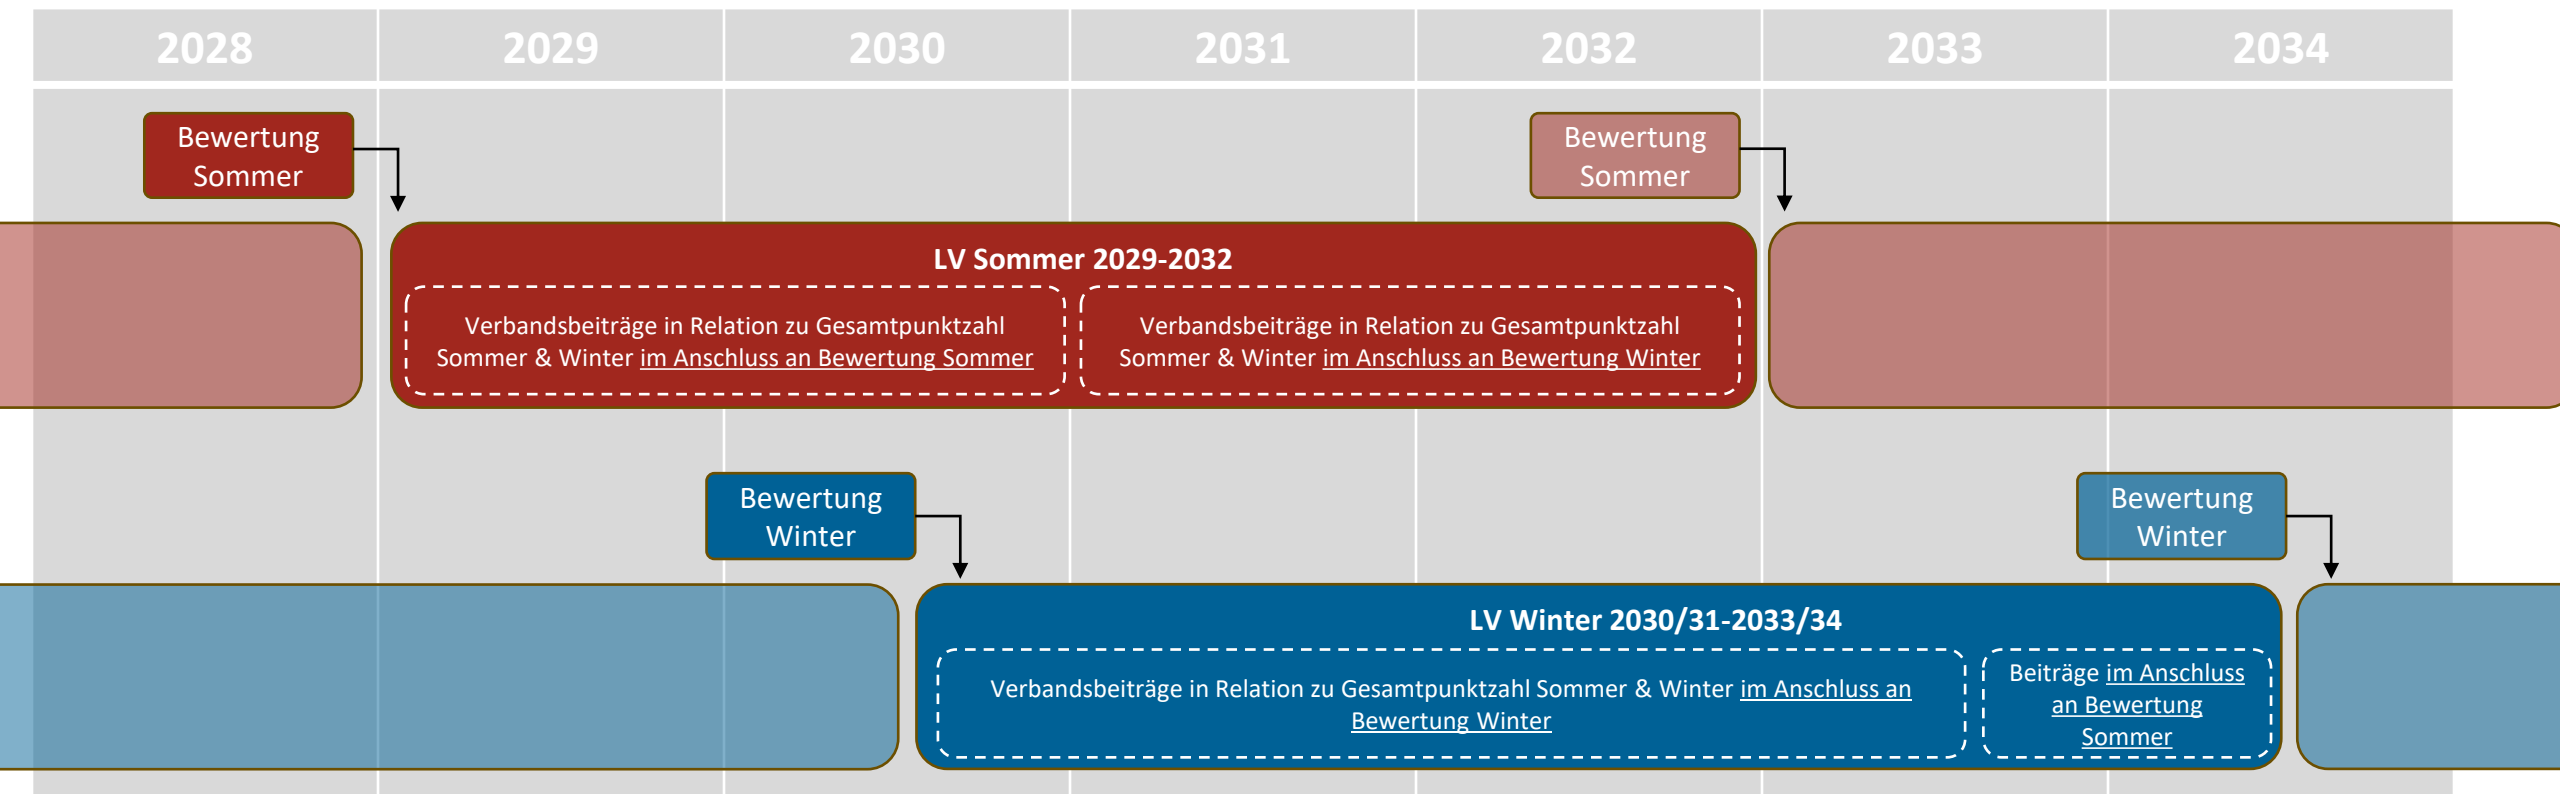 2028 2029 2030 2031 2032 2033 2034
Bewertung
Sommer
Bewertung
Sommer
LV Sommer 2029-2032
Verbandsbeiträge in Relation zu Gesamtpunktzahl
Sommer & Winter im Anschluss an Bewertung Sommer
Verbandsbeiträge in Relation zu Gesamtpunktzahl
Sommer & Winter im Anschluss an Bewertung Winter
Bewertung
Winter
Bewertung
Winter
LV Winter 2030/31-2033/34
Verbandsbeiträge in Relation zu Gesamtpunktzahl Sommer & Winter im Anschluss an
Bewertung Winter
Beiträge im Anschluss
an Bewertung
Sommer